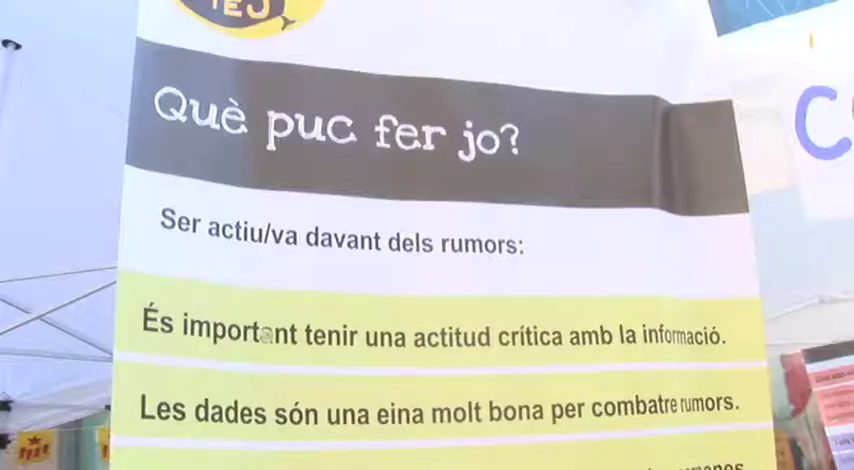 Què puc fer jo?
Ser actiu/va davant dels rumors:
És important tenir una actitud crítica amb la informació.
Les dades són una eina molt bona per combatre rumors.